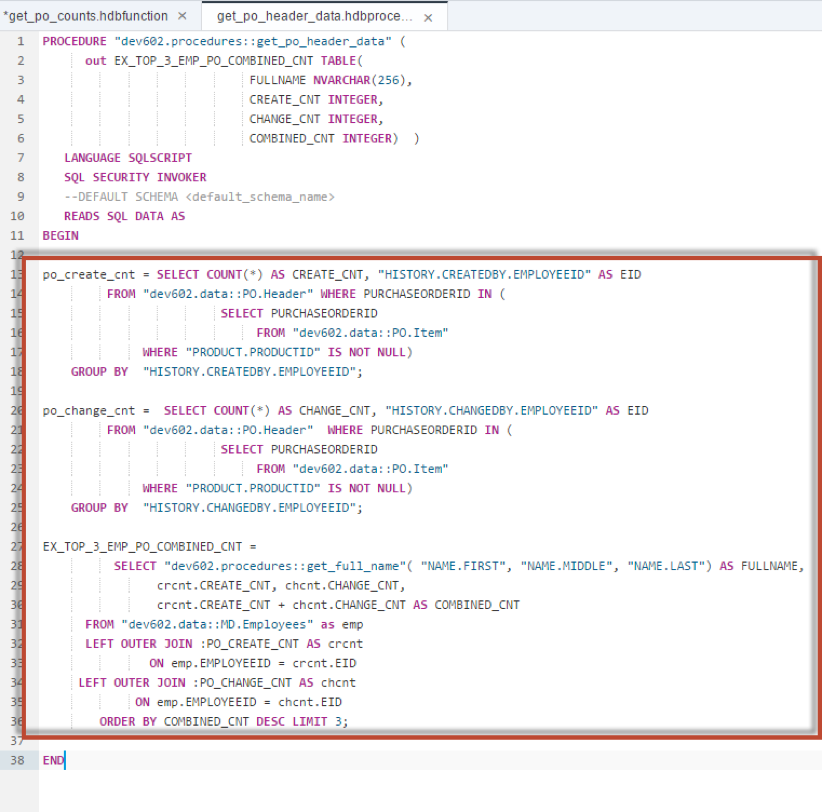 *get_po_counts.hdbfunction × get_po_header_data.hdbproce... ×
1 PROCEDURE "dev602.procedures::get_po_header_data" (
2 out EX_TOP_3_EMP_PO_COMBINED_CNT TABLE(
3 FULLNAME NVARCHAR(256),
4 CREATE_CNT INTEGER,
5 CHANGE_CNT INTEGER,
6 COMBINED_CNT INTEGER) )
7 LANGUAGE SQLSCRIPT
8 SQL SECURITY INVOKER
9 --DEFAULT SCHEMA <default_schema_name>
10 READS SQL DATA AS
11 BEGIN
12
13 po_create_cnt = SELECT COUNT(*) AS CREATE_CNT, "HISTORY.CREATEDBY.EMPLOYEEID" AS EID
14 FROM "dev602.data::PO.Header" WHERE PURCHASEORDERID IN (
15 SELECT PURCHASEORDERID
16 FROM "dev602.data::PO.Item"
17 WHERE "PRODUCT.PRODUCTID" IS NOT NULL)
18 GROUP BY "HISTORY.CREATEDBY.EMPLOYEEID";
19
20 po_change_cnt = SELECT COUNT(*) AS CHANGE_CNT, "HISTORY.CHANGEDBY.EMPLOYEEID" AS EID
21 FROM "dev602.data::PO.Header" WHERE PURCHASEORDERID IN (
22 SELECT PURCHASEORDERID
23 FROM "dev602.data::PO.Item"
24 WHERE "PRODUCT.PRODUCTID" IS NOT NULL)
25 GROUP BY "HISTORY.CHANGEDBY.EMPLOYEEID";
26
27 EX_TOP_3_EMP_PO_COMBINED_CNT =
28 SELECT "dev602.procedures::get_full_name"( "NAME.FIRST", "NAME.MIDDLE", "NAME.LAST") AS FULLNAME,
29 crcnt.CREATE_CNT, chcnt.CHANGE_CNT,
30 crcnt.CREATE_CNT + chcnt.CHANGE_CNT AS COMBINED_CNT
31 FROM "dev602.data::MD.Employees" as emp
32 LEFT OUTER JOIN :PO_CREATE_CNT AS crcnt
33 ON emp.EMPLOYEEID = crcnt.EID
34 LEFT OUTER JOIN :PO_CHANGE_CNT AS chcnt
35 ON emp.EMPLOYEEID = chcnt.EID
36 ORDER BY COMBINED_CNT DESC LIMIT 3;
37
38 END